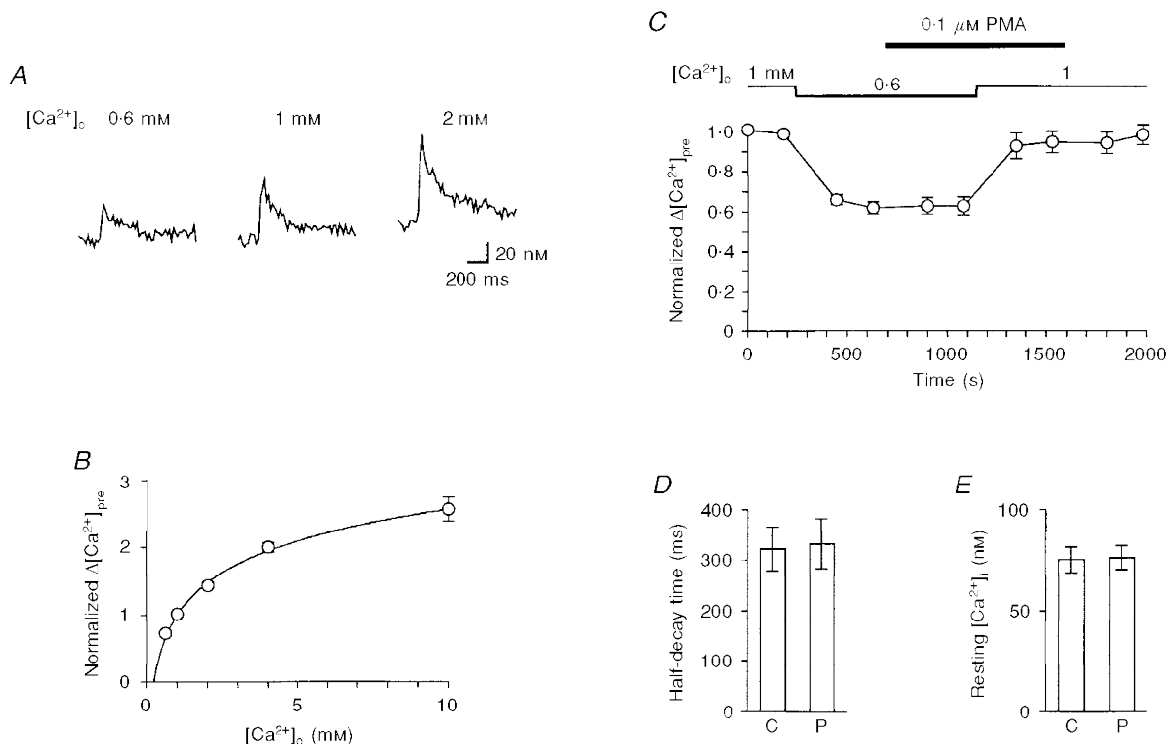 A
[Ca²⁺]ₒ 0·6 mM 1 mM 2 mM
20 nM
200 ms
B
Normalized Δ[Ca²⁺]pre
3
2
1
0
0 5 10
[Ca²⁺]ₒ (mM)
C
0·1 μM PMA
[Ca²⁺]ₒ 1 mM 0·6 1
Normalized Δ[Ca²⁺]pre
1·0
0·8
0·6
0·4
0·2
0
0 500 1000 1500 2000
Time (s)
D
Half-decay time (ms)
400
300
200
100
0
C P
E
Resting [Ca²⁺]i (nM)
100
50
0
C P